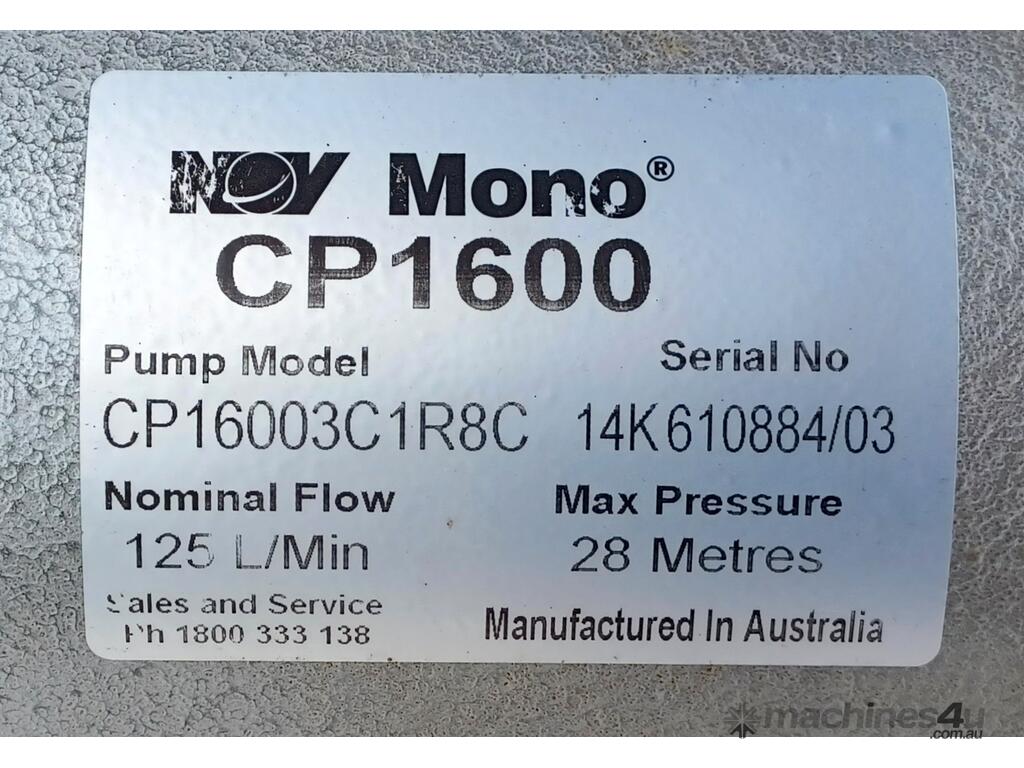 NOV Mono®
CP1600
Pump Model Serial No
CP16003C1R8C 14K610884/03
Nominal Flow Max Pressure
125 L/Min 28 Metres
Sales and Service
Ph 1800 333 138 Manufactured In Australia
machines4u
.com.au